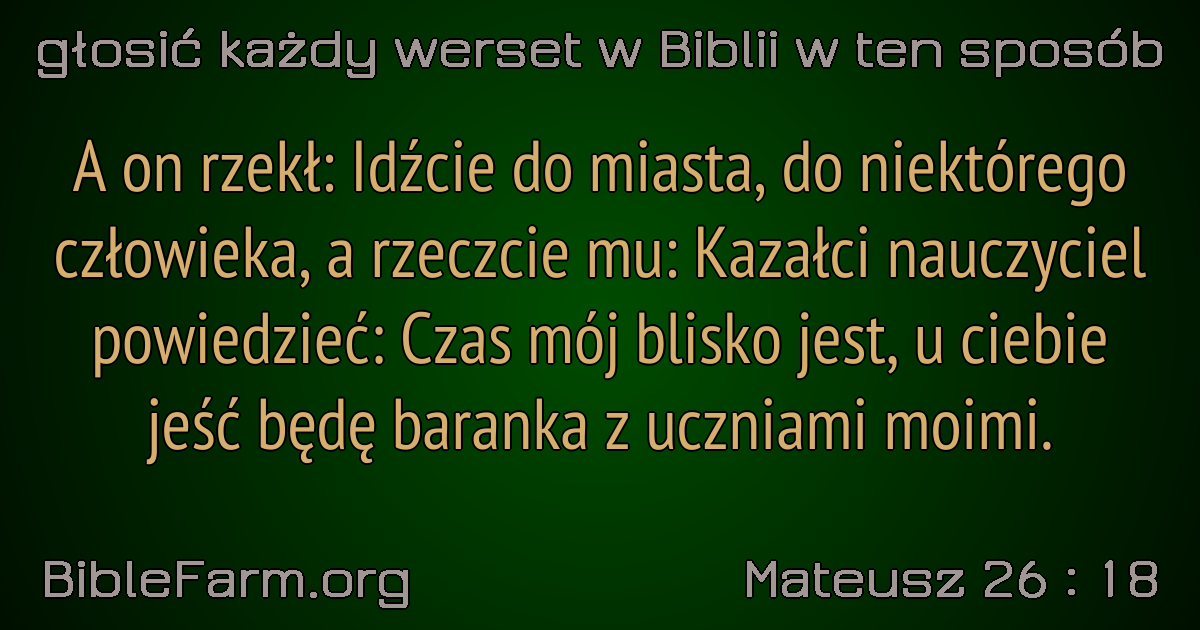 głosić każdy werset w Biblii w ten sposób
A on rzekł: Idźcie do miasta, do niektórego
człowieka, a rzeczcie mu: Kazałci nauczyciel
powiedzieć: Czas mój blisko jest, u ciebie
jeść będę baranka z uczniami moimi.
BibleFarm.org
Mateusz 26 : 18